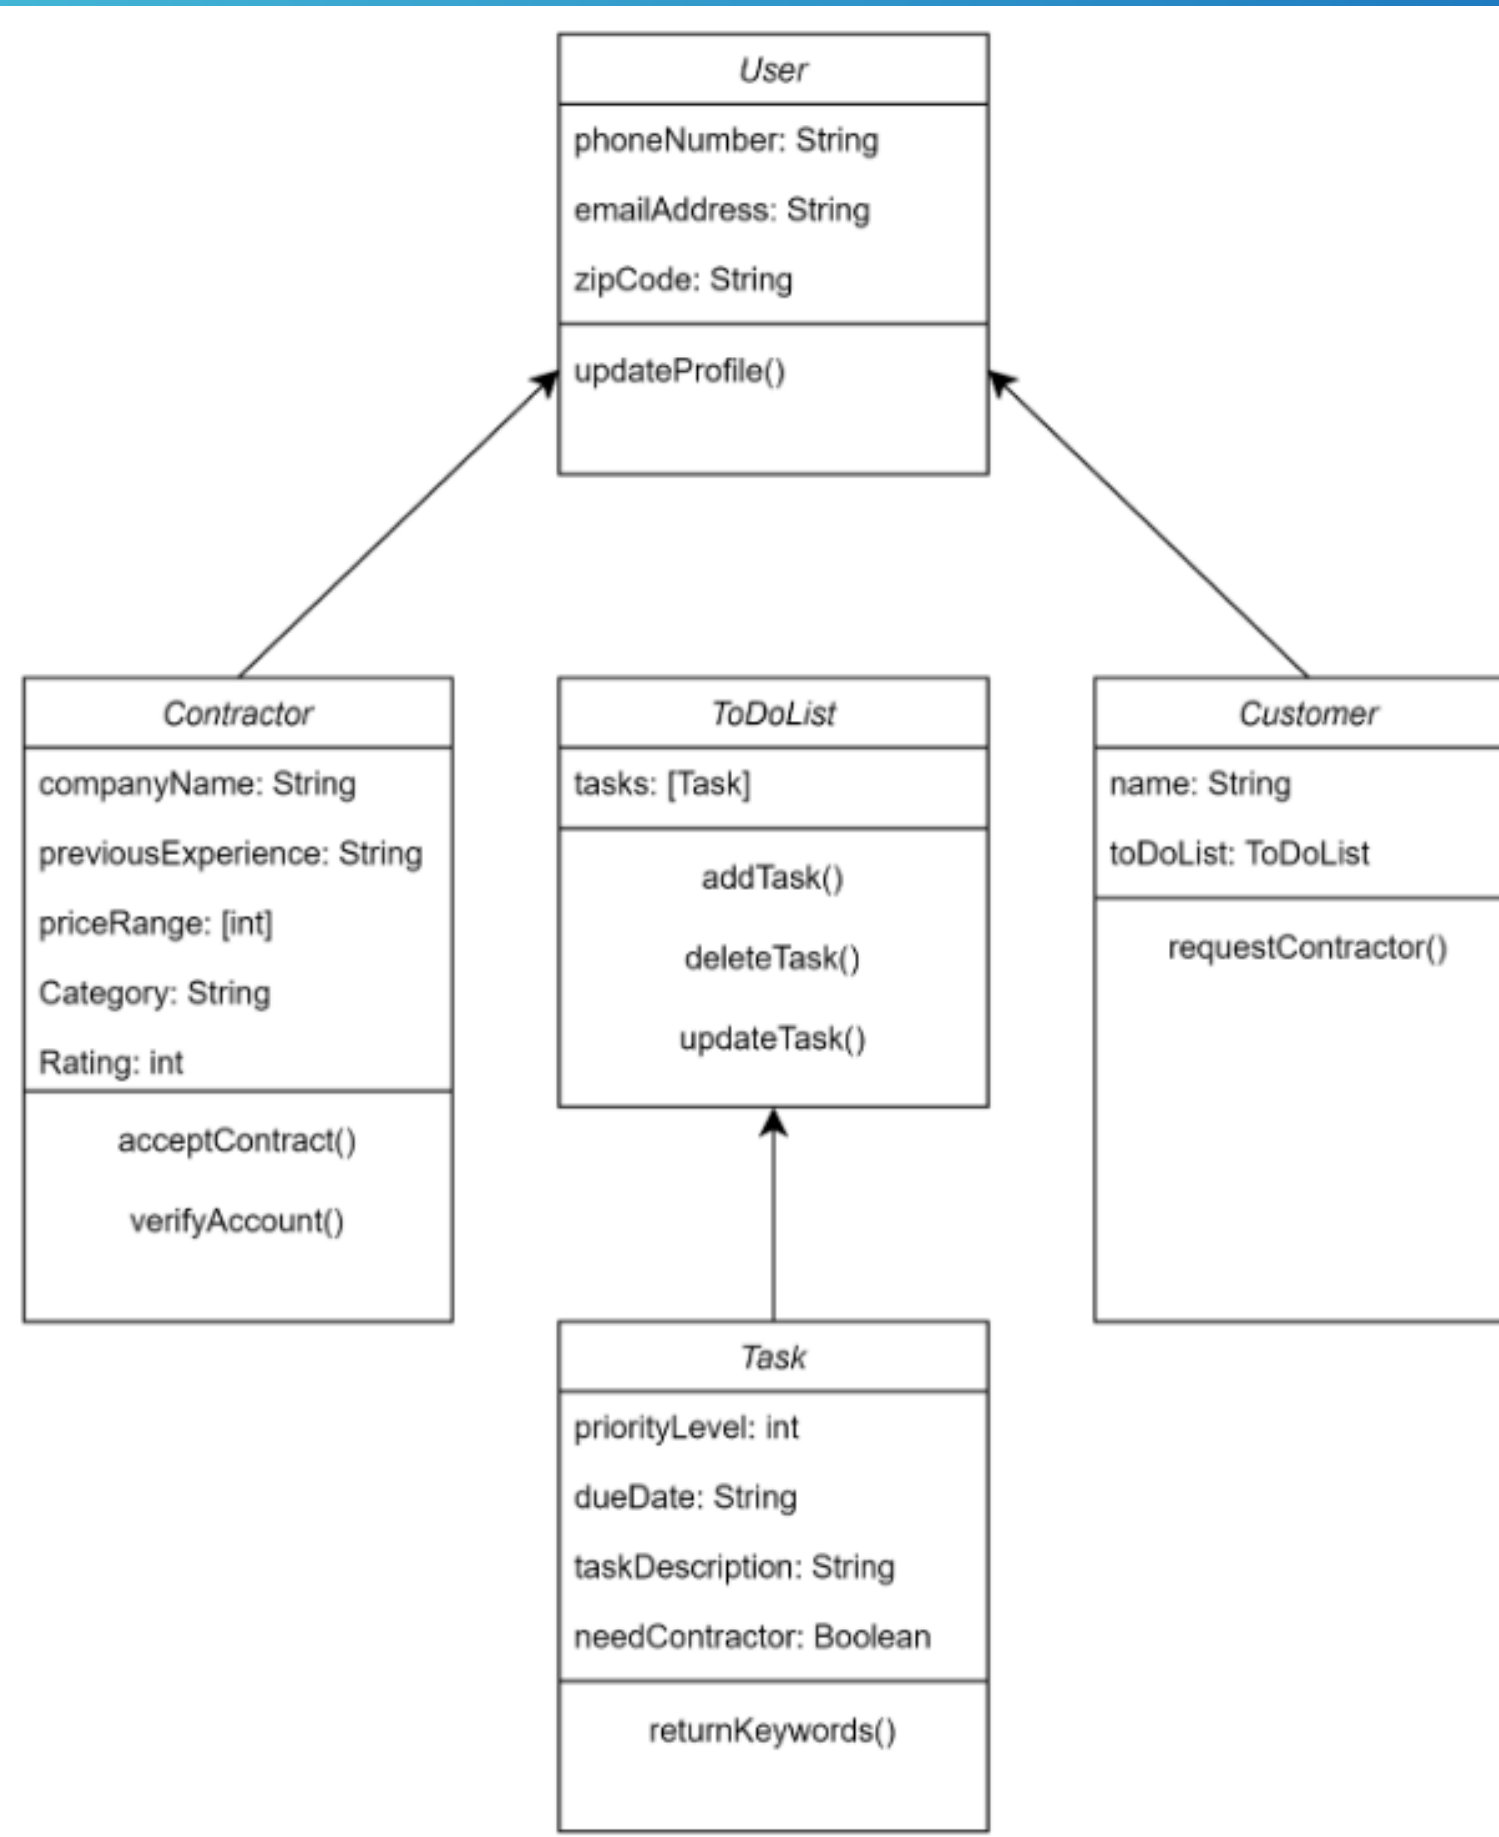 User
phoneNumber: String
emailAddress: String
zipCode: String
updateProfile()
Contractor
companyName: String
previousExperience: String
priceRange: [int]
Category: String
Rating: int
acceptContract()
verifyAccount()
ToDoList
tasks: [Task]
addTask()
deleteTask()
updateTask()
Customer
name: String
toDoList: ToDoList
requestContractor()
Task
priorityLevel: int
dueDate: String
taskDescription: String
needContractor: Boolean
returnKeywords()